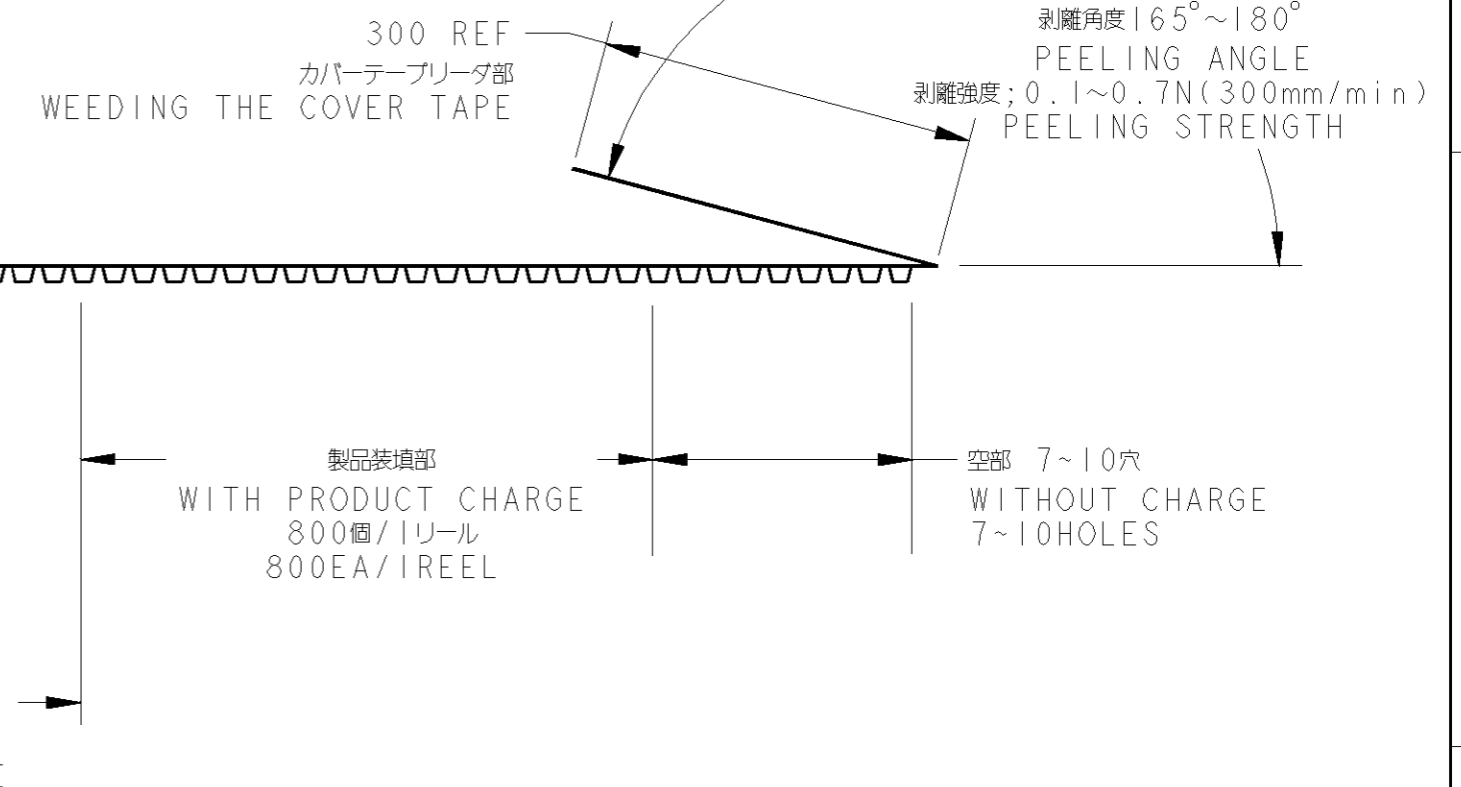 300 REF
カバーテープリーダ部
WEEDING THE COVER TAPE
剥離角度165°～180°
PEELING ANGLE
剥離強度;0.1～0.7N(300mm/min)
PEELING STRENGTH
製品装填部
WITH PRODUCT CHARGE
800個/1リール
800EA/1REEL
空部 7~10穴
WITHOUT CHARGE
7~10HOLES